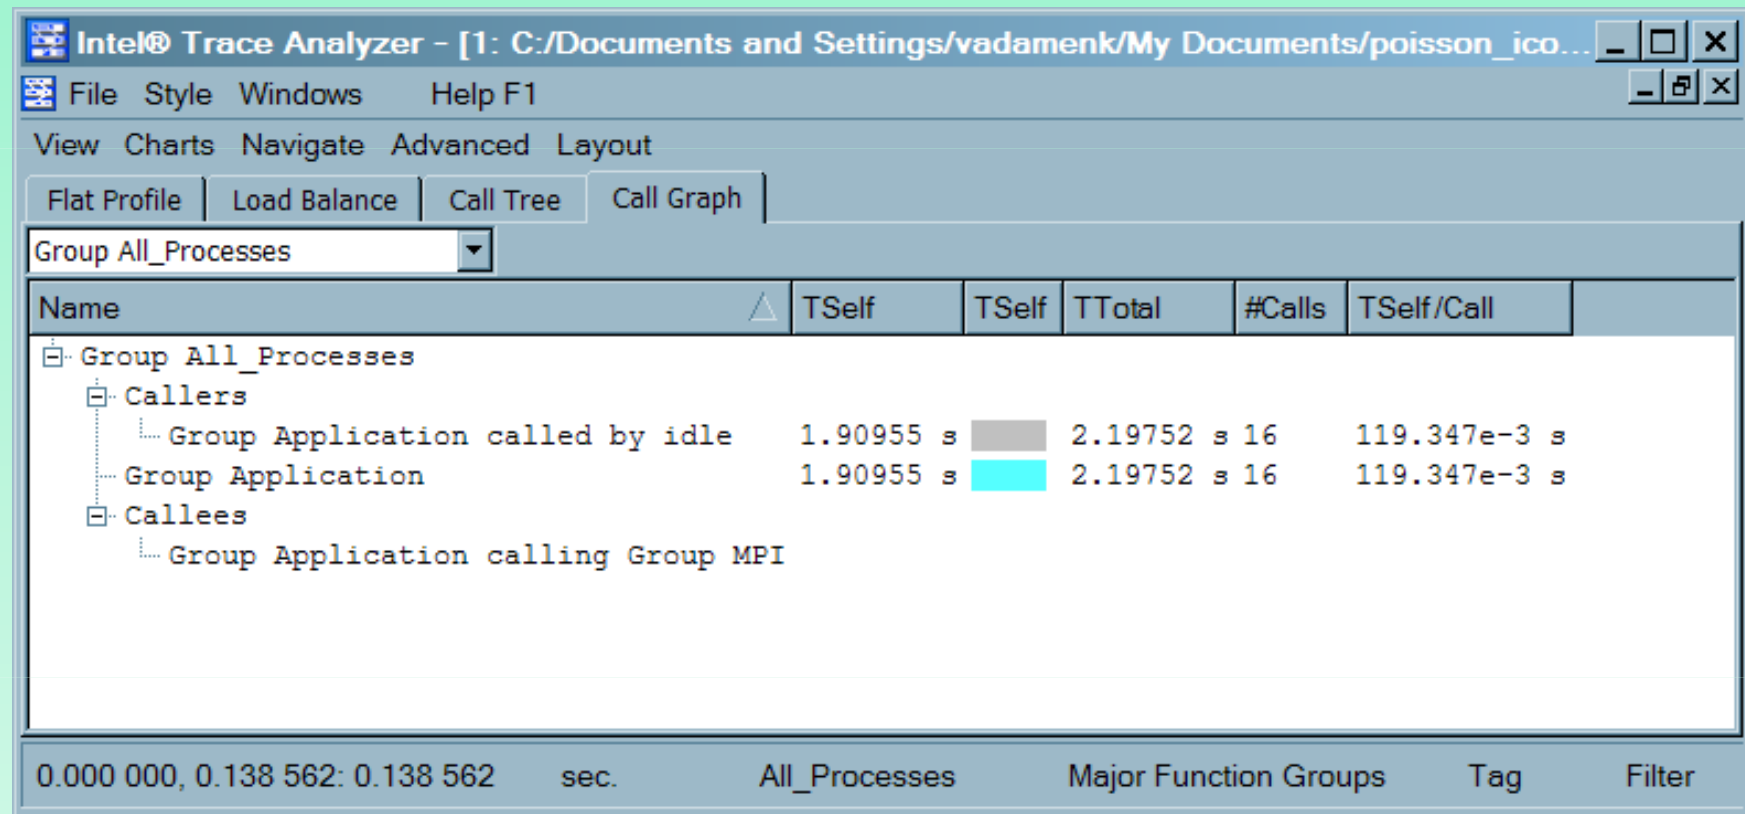 Intel® Trace Analyzer - [1: C:/Documents and Settings/vadamenk/My Documents/poisson_ico...
File Style Windows Help F1
View Charts Navigate Advanced Layout
Flat Profile Load Balance Call Tree Call Graph
Group All_Processes
Name TSelf TSelf TTotal #Calls TSelf/Call
Group All_Processes
Callers
Group Application called by idle 1.90955 s 2.19752 s 16 119.347e-3 s
Group Application 1.90955 s 2.19752 s 16 119.347e-3 s
Callees
Group Application calling Group MPI
0.000 000, 0.138 562: 0.138 562 sec. All_Processes Major Function Groups Tag Filter